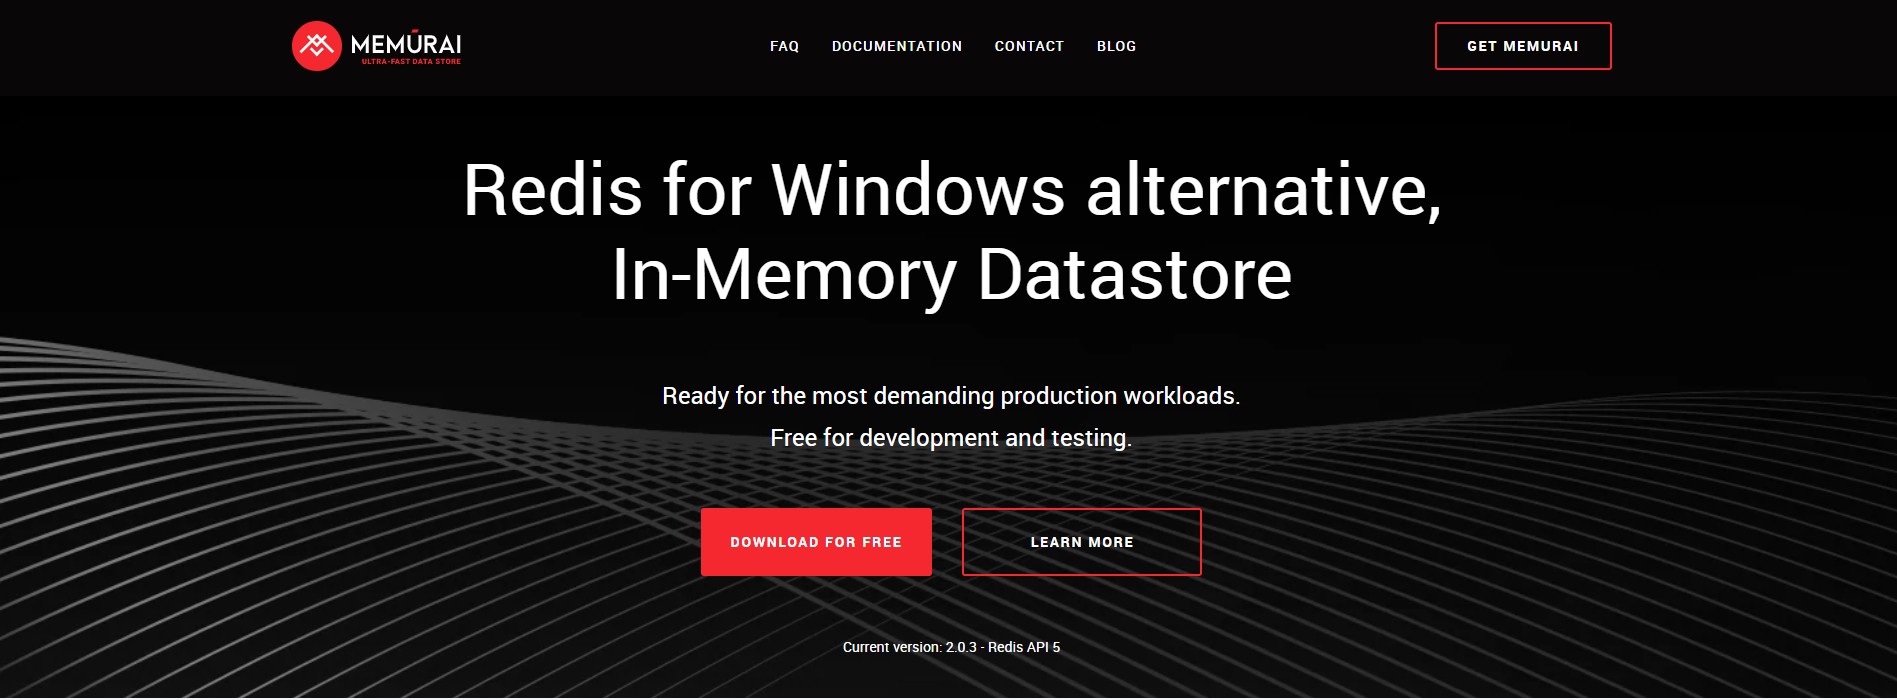 MEMURAI
ULTRA-FAST DATA STORE
FAQ
DOCUMENTATION
CONTACT
BLOG
GET MEMURAI
Redis for Windows alternative,
In-Memory Datastore
Ready for the most demanding production workloads.
Free for development and testing.
DOWNLOAD FOR FREE
LEARN MORE
Current version: 2.0.3 - Redis API 5